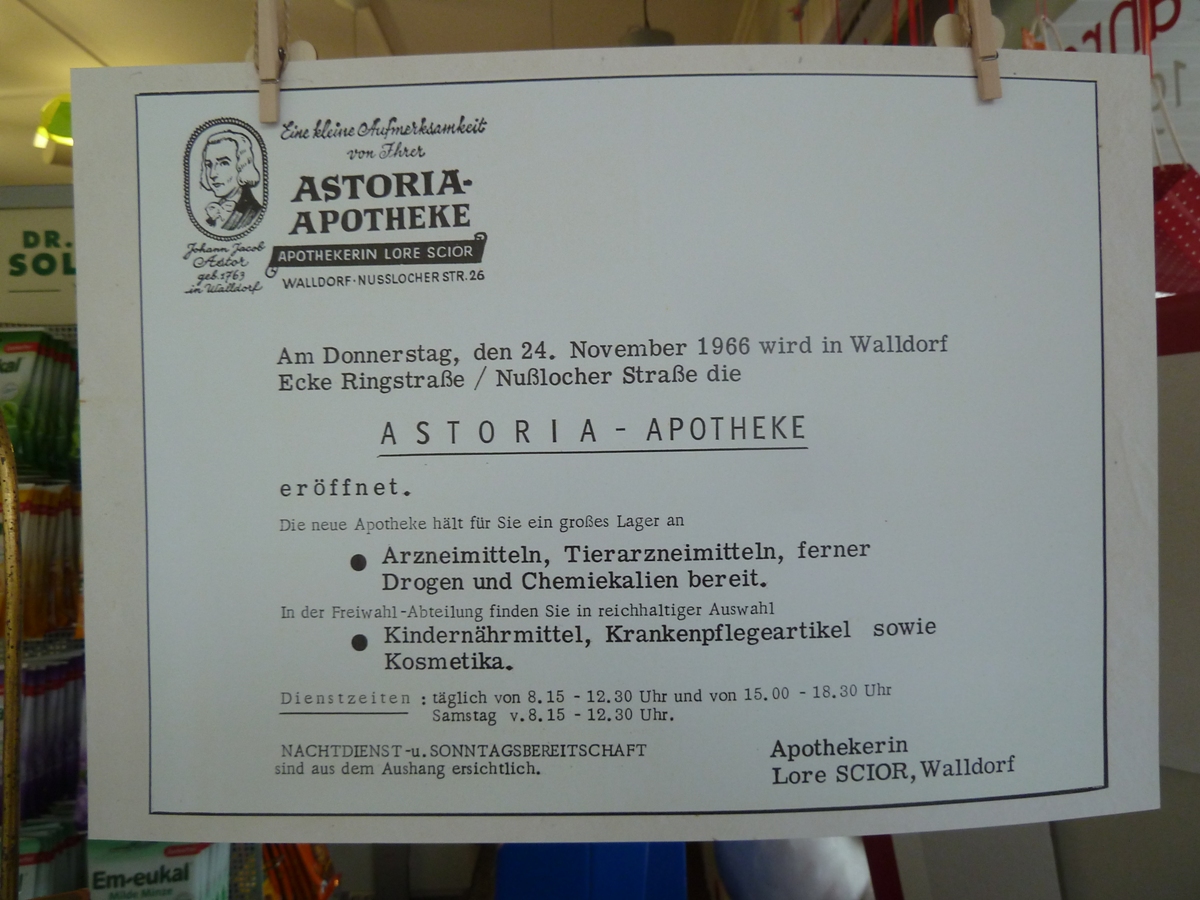 Eine kleine Aufmerksamkeit
von Ihrer
ASTORIA-
APOTHEKE
APOTHEKERIN LORE SCIOR
WALLDORF·NUSSLOCHER STR. 26
Johann Jacob
Astor
geb. 1763
in Walldorf
Am Donnerstag, den 24. November 1966 wird in Walldorf
Ecke Ringstraße / Nußlocher Straße die
ASTORIA - APOTHEKE
eröffnet.
Die neue Apotheke hält für Sie ein großes Lager an
● Arzneimitteln, Tierarzneimitteln, ferner
Drogen und Chemiekalien bereit.
In der Freiwahl-Abteilung finden Sie in reichhaltiger Auswahl
● Kindernährmittel, Krankenpflegeartikel sowie
Kosmetika.
Dienstzeiten : täglich von 8.15 - 12.30 Uhr und von 15.00 - 18.30 Uhr
Samstag v. 8.15 - 12.30 Uhr.
NACHTDIENST -u. SONNTAGSBEREITSCHAFT
sind aus dem Aushang ersichtlich.
Apothekerin
Lore SCIOR, Walldorf
DR.
SOL
Em-eukal
Milde Minze